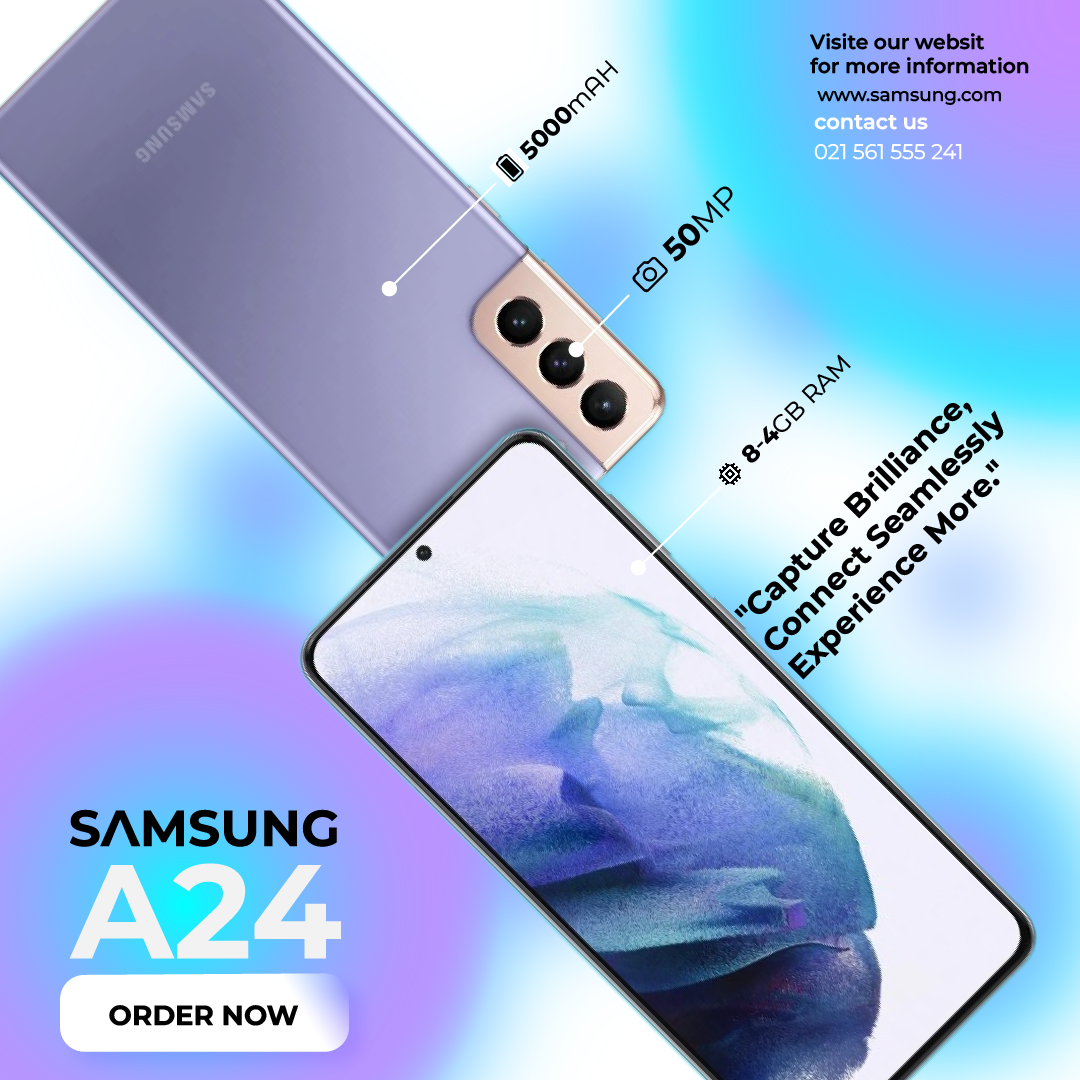 Visite our websit
for more information
www.samsung.com
contact us
021 561 555 241
SAMSUNG
5000mAH
50MP
8-4GB RAM
"Capture Brilliance,
Connect Seamlessly
Experience More."
SAMSUNG
A24
ORDER NOW